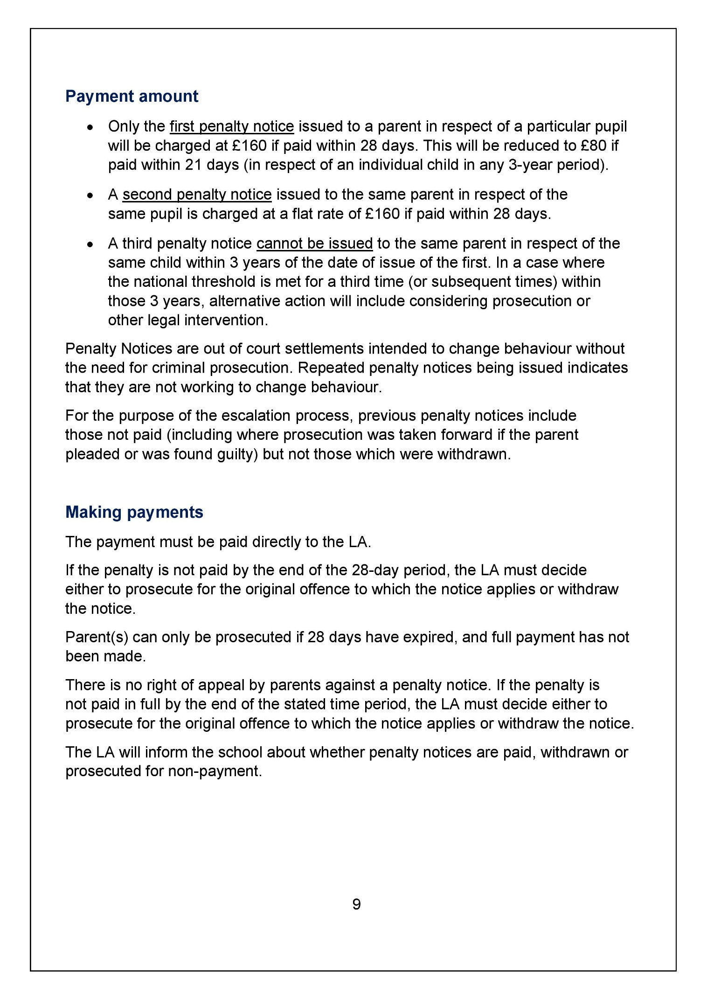 Payment amount
• Only the first penalty notice issued to a parent in respect of a particular pupil
will be charged at £160 if paid within 28 days. This will be reduced to £80 if
paid within 21 days (in respect of an individual child in any 3-year period).
• A second penalty notice issued to the same parent in respect of the
same pupil is charged at a flat rate of £160 if paid within 28 days.
• A third penalty notice cannot be issued to the same parent in respect of the
same child within 3 years of the date of issue of the first. In a case where
the national threshold is met for a third time (or subsequent times) within
those 3 years, alternative action will include considering prosecution or
other legal intervention.
Penalty Notices are out of court settlements intended to change behaviour without
the need for criminal prosecution. Repeated penalty notices being issued indicates
that they are not working to change behaviour.
For the purpose of the escalation process, previous penalty notices include
those not paid (including where prosecution was taken forward if the parent
pleaded or was found guilty) but not those which were withdrawn.
Making payments
The payment must be paid directly to the LA.
If the penalty is not paid by the end of the 28-day period, the LA must decide
either to prosecute for the original offence to which the notice applies or withdraw
the notice.
Parent(s) can only be prosecuted if 28 days have expired, and full payment has not
been made.
There is no right of appeal by parents against a penalty notice. If the penalty is
not paid in full by the end of the stated time period, the LA must decide either to
prosecute for the original offence to which the notice applies or withdraw the notice.
The LA will inform the school about whether penalty notices are paid, withdrawn or
prosecuted for non-payment.
9